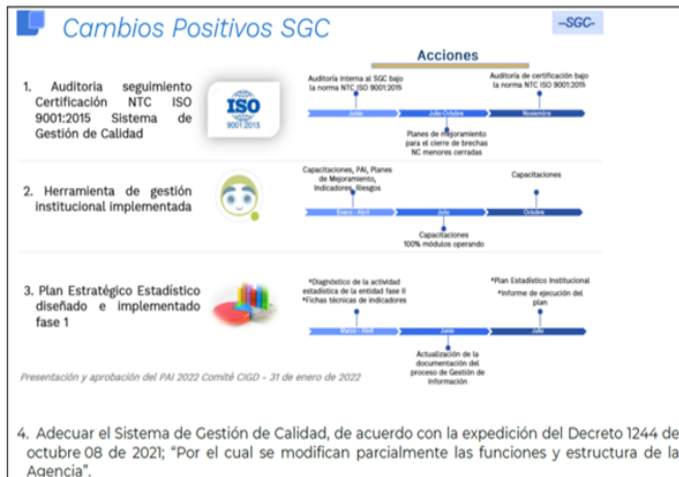 Cambios Positivos SGC
-SGC-
Acciones
1. Auditoria seguimiento
Certificación NTC ISO
9001:2015 Sistema de
Gestión de Calidad
ISO
9001:2015
Auditoría interna al SGC bajo
la norma NTC ISO 9001:2015
Auditoría de certificación bajo
la norma NTC ISO 9001:2015
Junio
Julio-Octubre
Noviembre
Planes de mejoramiento
para el cierre de brechas
NC menores cerradas
2. Herramienta de gestión
institucional implementada
Capacitaciones, PAI, Planes
de Mejoramiento,
Indicadores, Riesgos
Capacitaciones
Enero - Abril
Julio
Octubre
Capacitaciones
100% módulos operando
3. Plan Estratégico Estadístico
diseñado e implementado
fase 1
*Diagnóstico de la actividad
estadística de la entidad fase II
*Fichas técnicas de indicadores
*Plan Estadístico Institucional
*Informe de ejecución del
plan
Marzo - Abril
Junio
Julio
Actualización de la
documentación del
proceso de Gestión de
Información
Presentación y aprobación del PAI 2022 Comité CIGD - 31 de enero de 2022
4. Adecuar el Sistema de Gestión de Calidad, de acuerdo con la expedición del Decreto 1244 de
octubre 08 de 2021; "Por el cual se modifican parcialmente las funciones y estructura de la
Agencia".